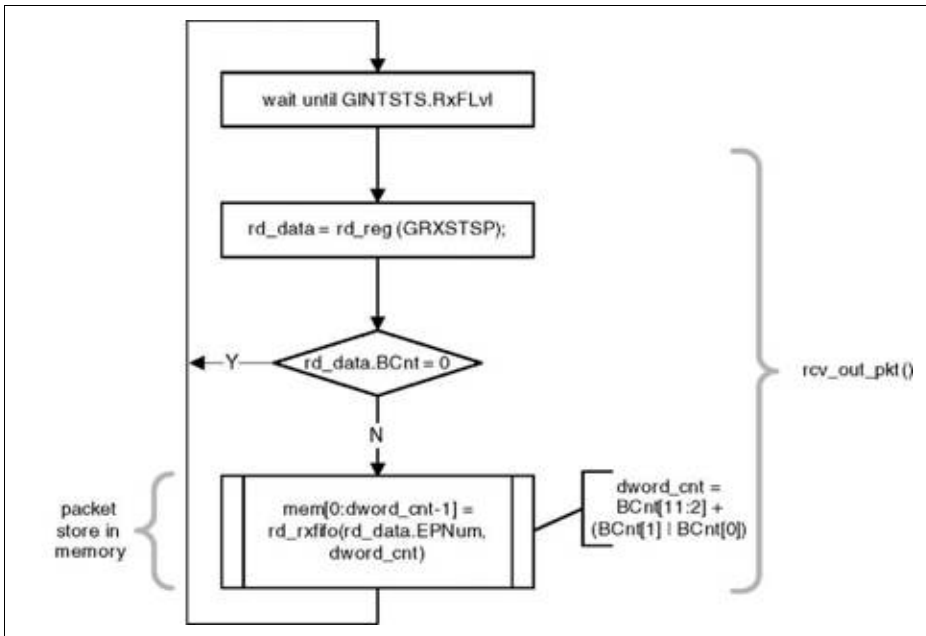 wait until GINTSTS.RxFLvl
rd_data = rd_reg (GRXSTSP);
rd_data.BCnt = 0
Y
rcv_out_pkt()
N
packet
store in
memory
mem[0:dword_cnt-1] =
rd_rxfifo(rd_data.EPNum,
dword_cnt)
dword_cnt =
BCnt[11:2] +
(BCnt[1] | BCnt[0])